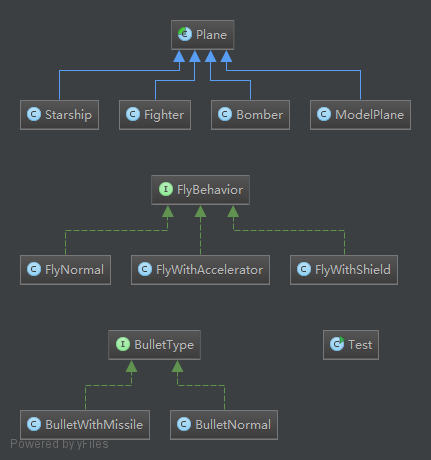 C Plane
C Starship
C Fighter
C Bomber
C ModelPlane
I FlyBehavior
C FlyNormal
C FlyWithAccelerator
C FlyWithShield
I BulletType
C Test
C BulletWithMissile
C BulletNormal
Powered by yFiles